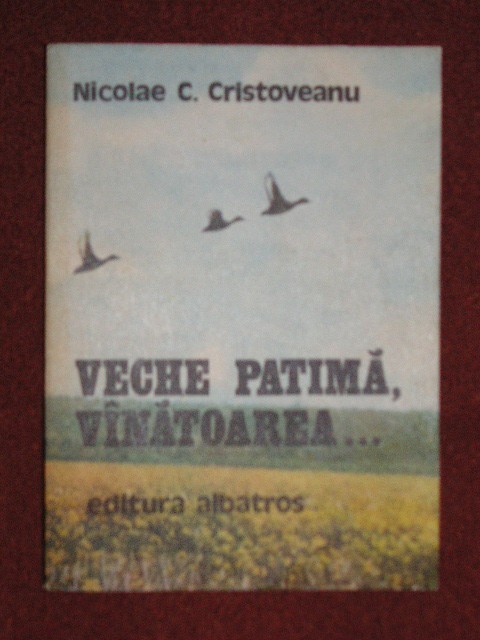 Nicolae C. Cristoveanu
VECHE PATIMĂ,
VÎNĂTOAREA...
editura albatros